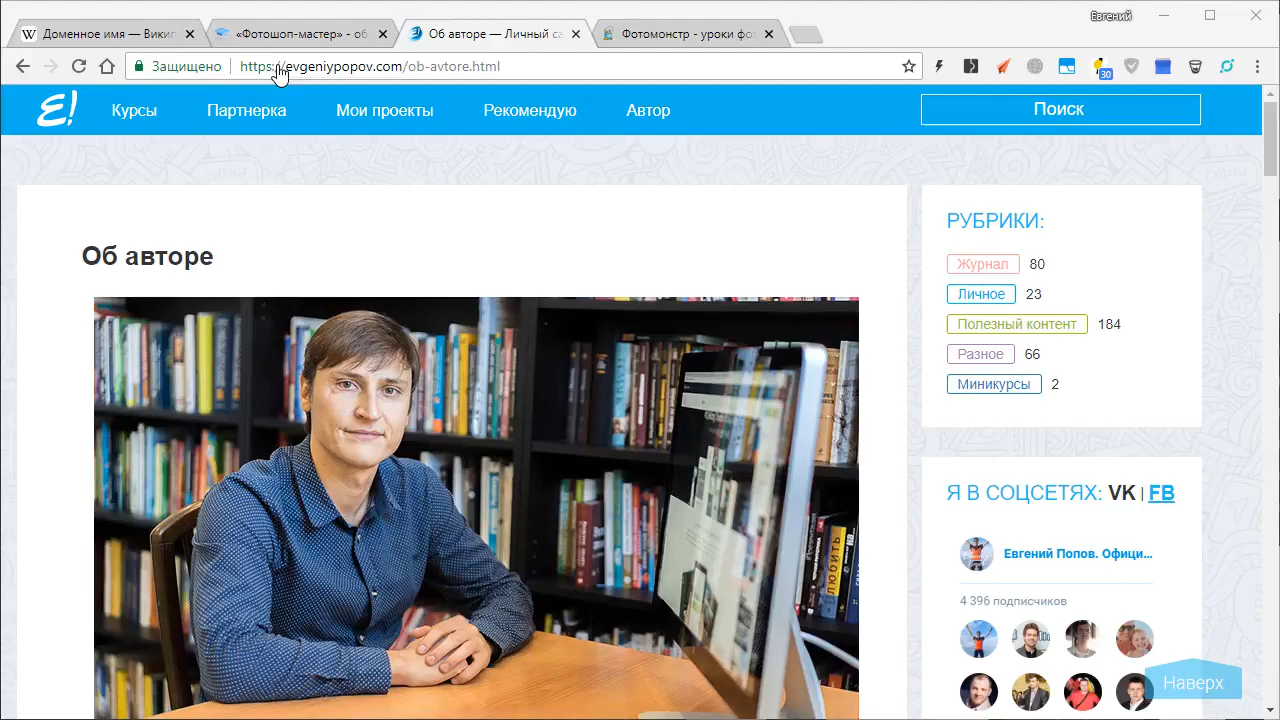 Евгений
Доменное имя — Викип
«Фотошоп-мастер» - об
Об авторе — Личный са
Фотомонстр - уроки фо
Защищено
https://evgeniypopov.com/ob-avtore.html
30
E!
Курсы
Партнерка
Мои проекты
Рекомендую
Автор
Поиск
Об авторе
РУБРИКИ:
Журнал 80
Личное 23
Полезный контент 184
Разное 66
Миникурсы 2
Я В СОЦСЕТЯХ: VK | FB
Евгений Попов. Офици...
4 396 подписчиков
Наверх
ЛЮБИТЬ